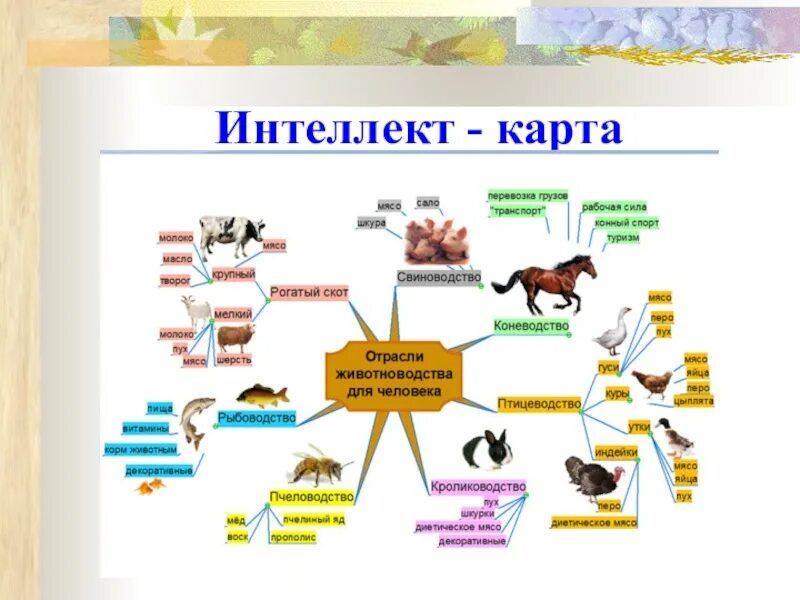 Интеллект - карта
Отрасли
животноводства
для человека
Рогатый скот
крупный
молоко
масло
творог
мясо
мелкий
молоко
пух
мясо
шерсть
Свиноводство
шкура
мясо
сало
Коневодство
перевозка грузов
"транспорт"
рабочая сила
конный спорт
туризм
Птицеводство
гуси
мясо
перо
пух
куры
мясо
яйца
перо
цыплята
утки
мясо
яйца
пух
индейки
перо
диетическое мясо
Кролиководство
пух
шкурки
диетическое мясо
декоративные
Пчеловодство
мёд
воск
пчелиный яд
прополис
Рыбоводство
пища
витамины
корм животным
декоративные